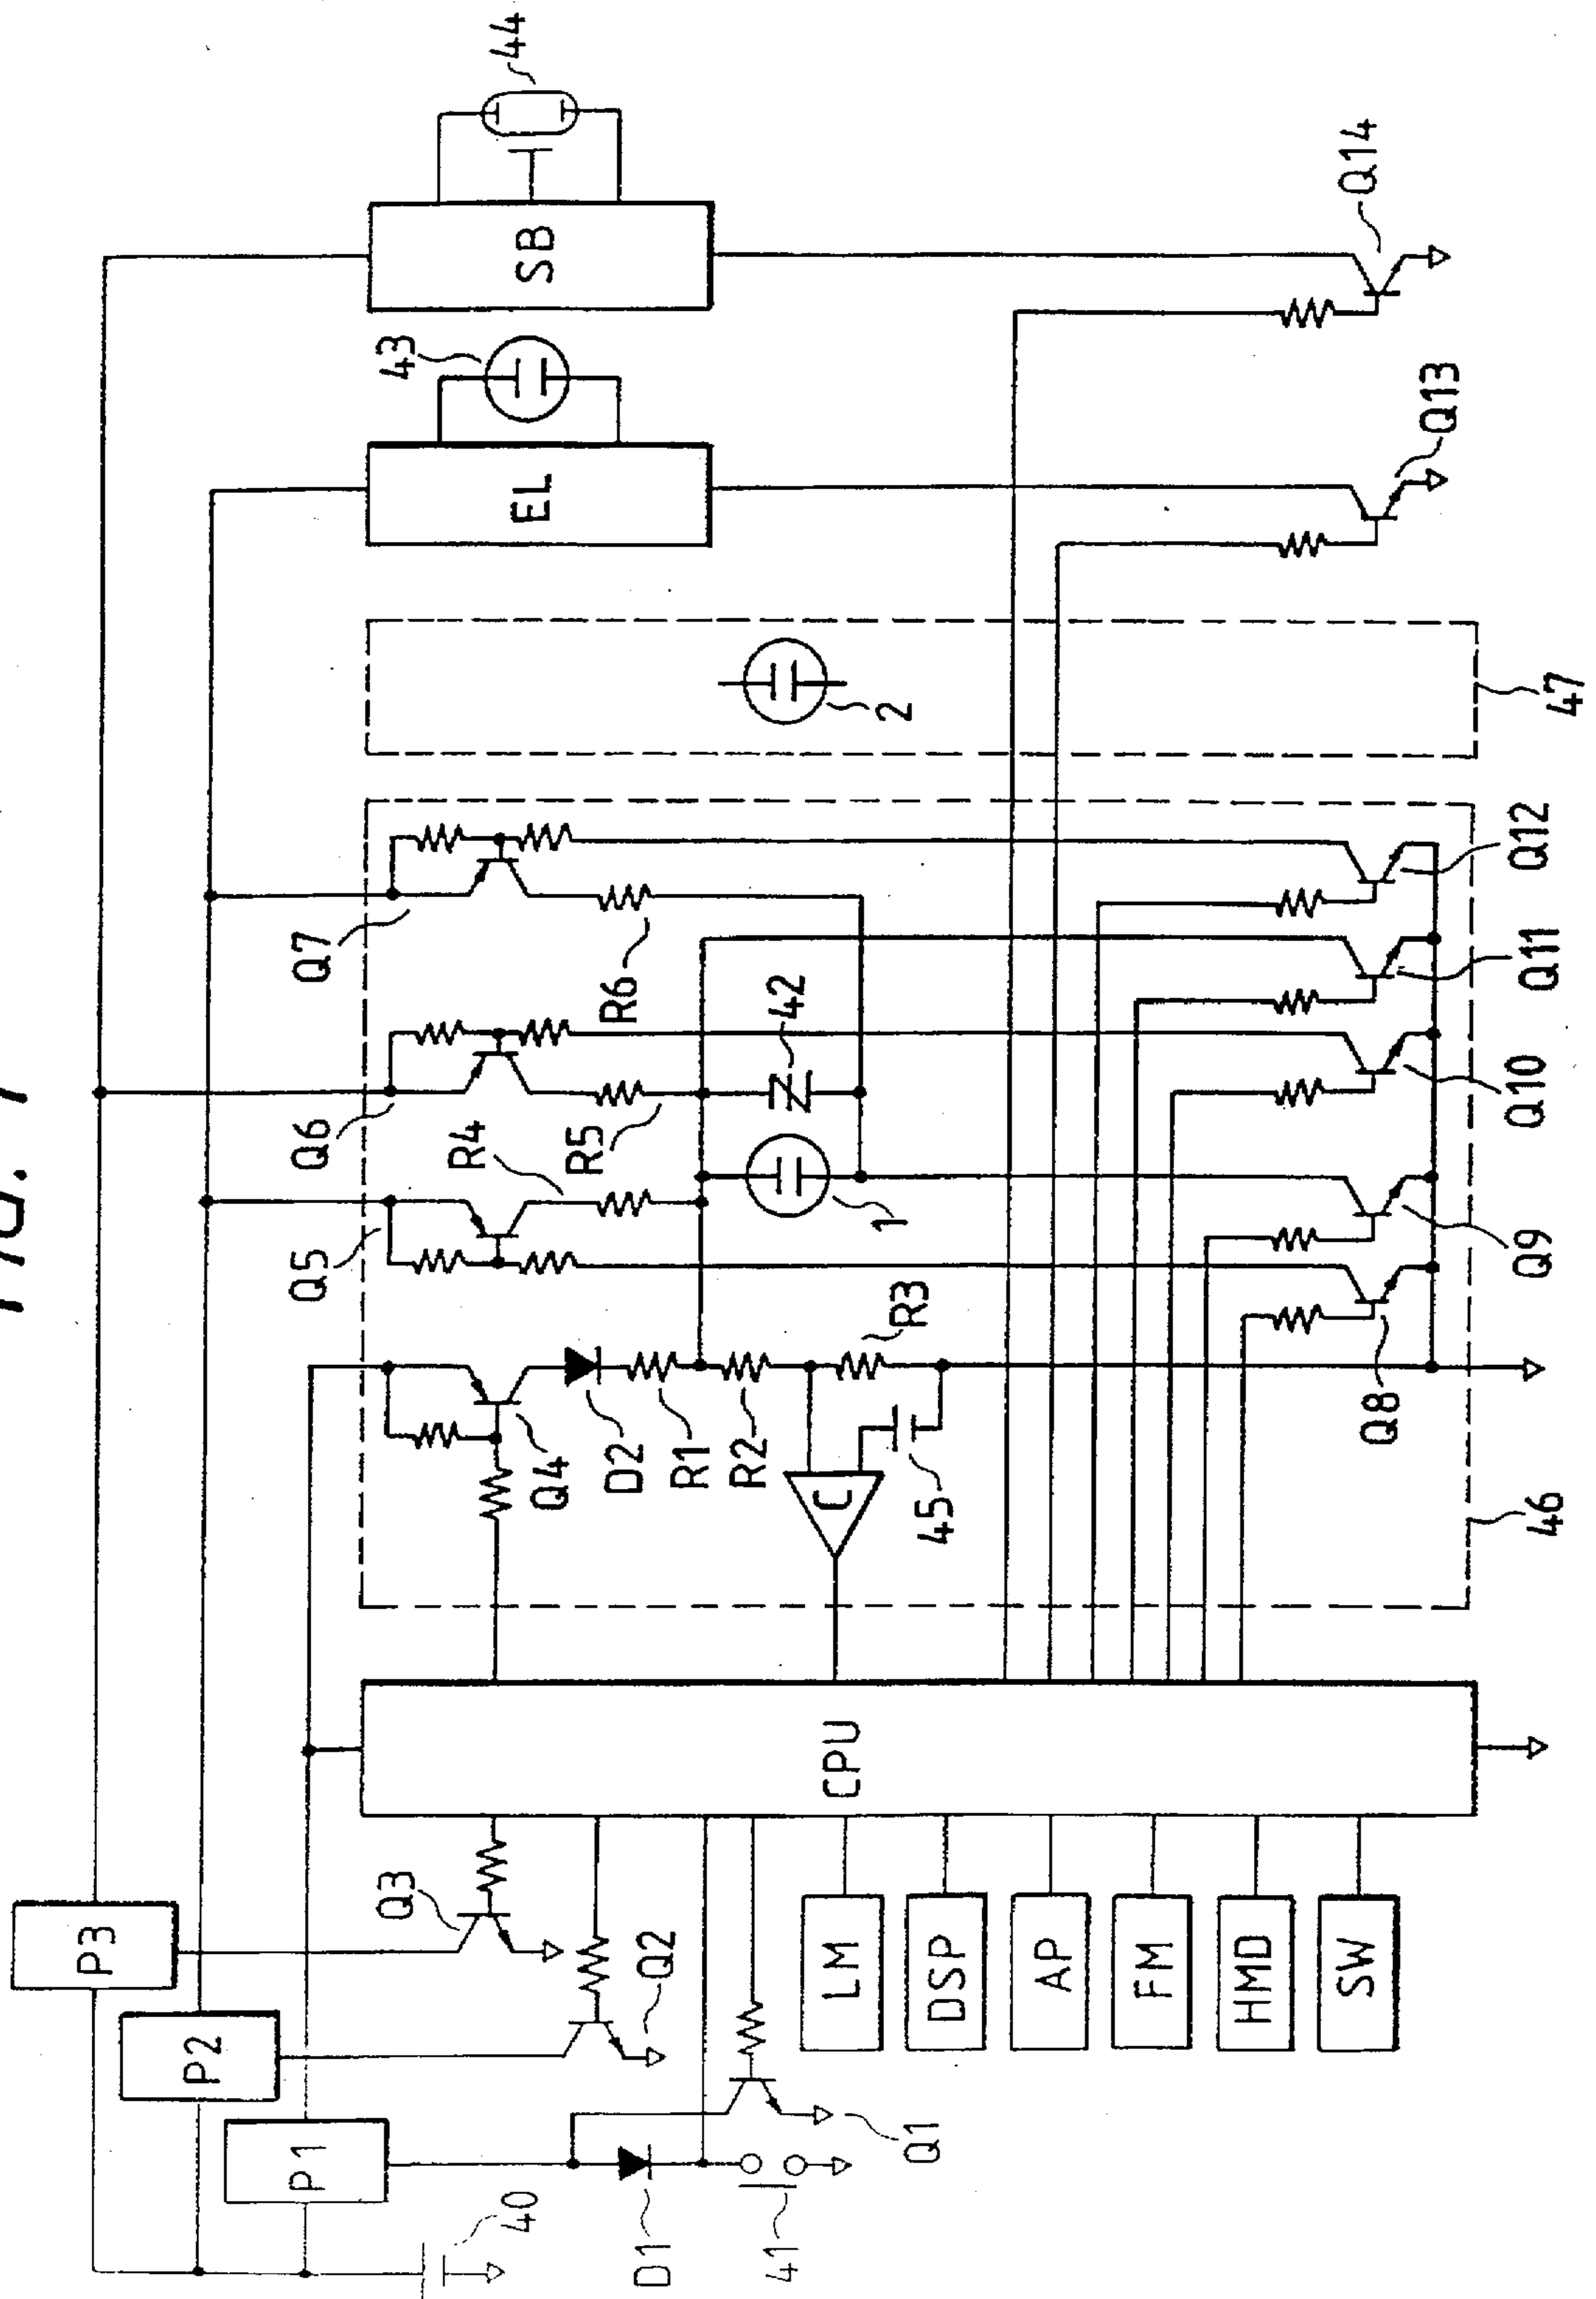 P3
P2
P1
40
D1
41
Q1
Q2
Q3
LM
DSP
AP
FM
HMD
SW
CPU
Q4
D2
R1
R2
R3
C
45
46
Q5
R4
Q6
R5
Q7
R6
42
1
Q8
Q9
Q10
Q11
Q12
2
47
EL
43
Q13
SB
44
Q14